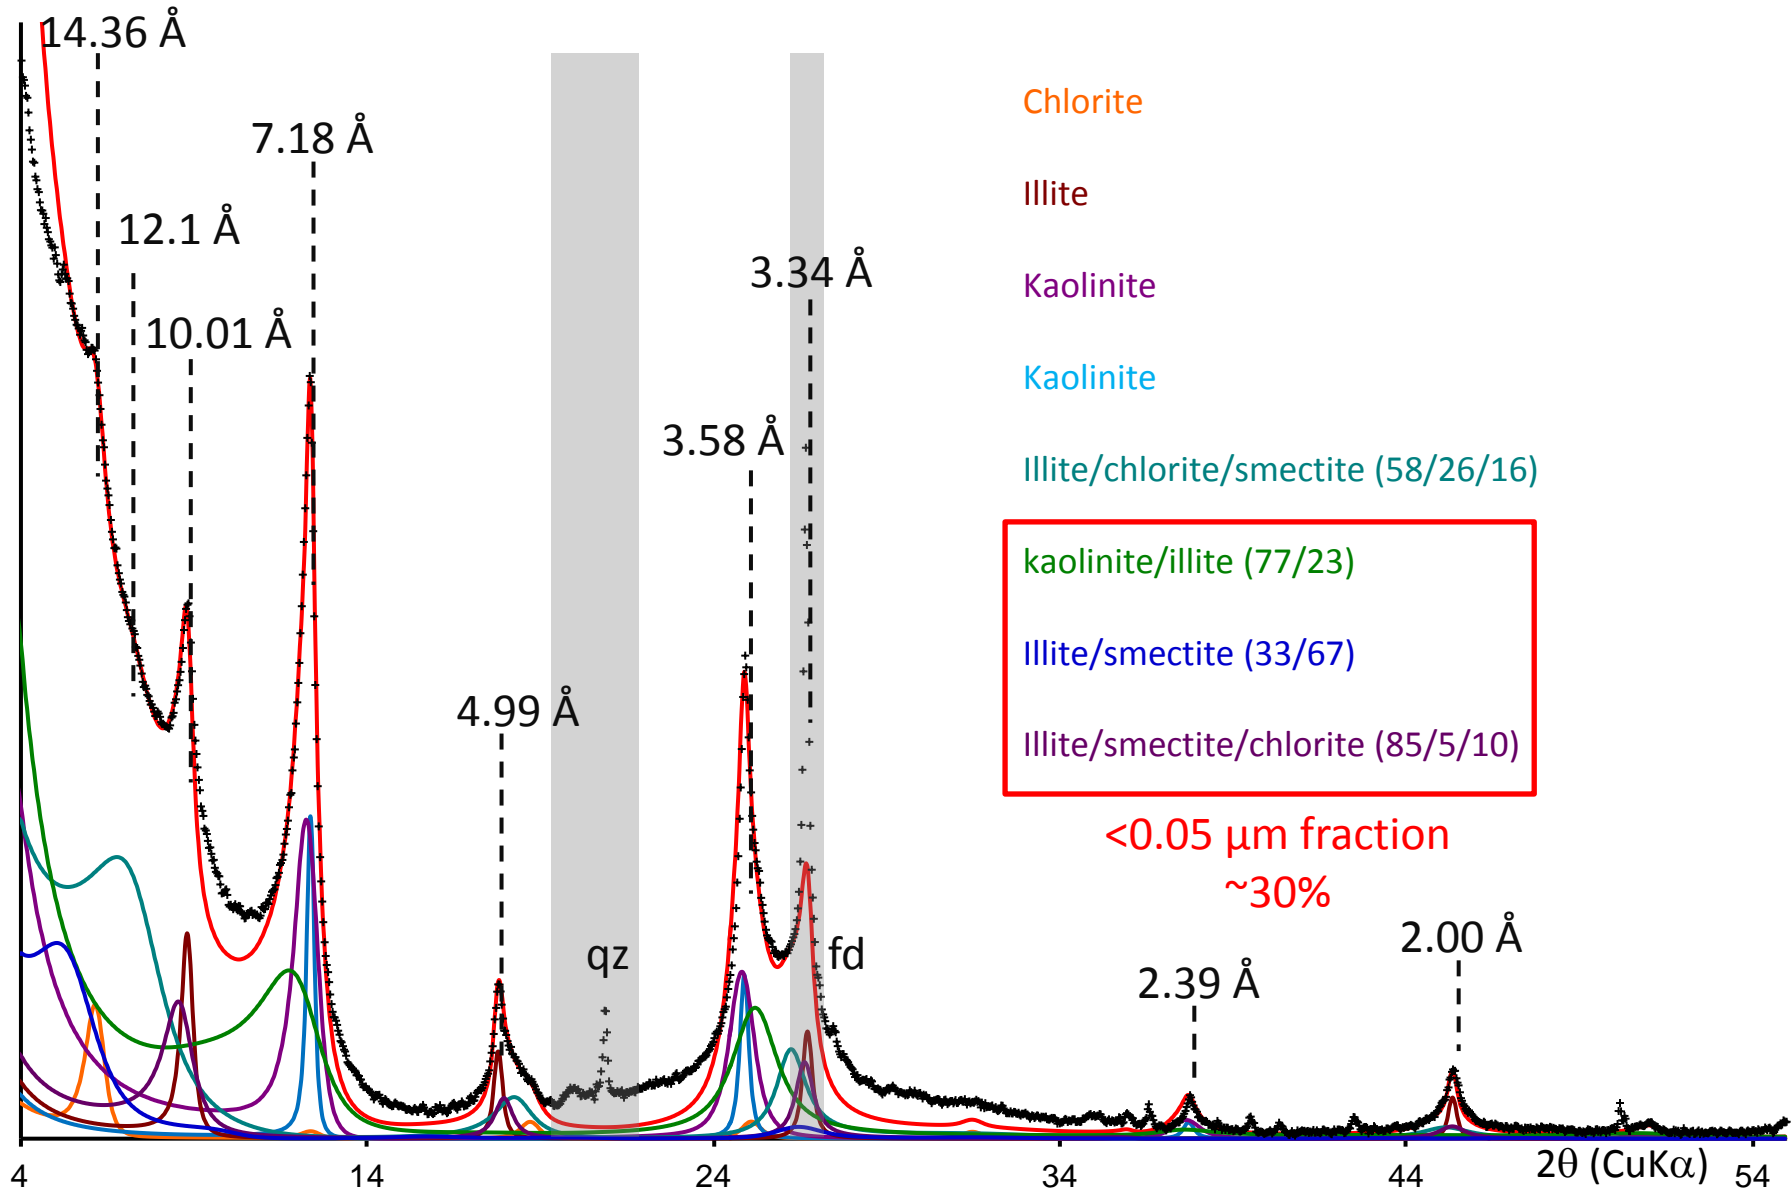 14.36 Å
7.18 Å
12.1 Å
10.01 Å
3.34 Å
3.58 Å
4.99 Å
qz
fd
2.39 Å
2.00 Å
Chlorite
Illite
Kaolinite
Kaolinite
Illite/chlorite/smectite (58/26/16)
kaolinite/illite (77/23)
Illite/smectite (33/67)
Illite/smectite/chlorite (85/5/10)
<0.05 μm fraction
~30%
4 14 24 34 44 54
2θ (CuKα)